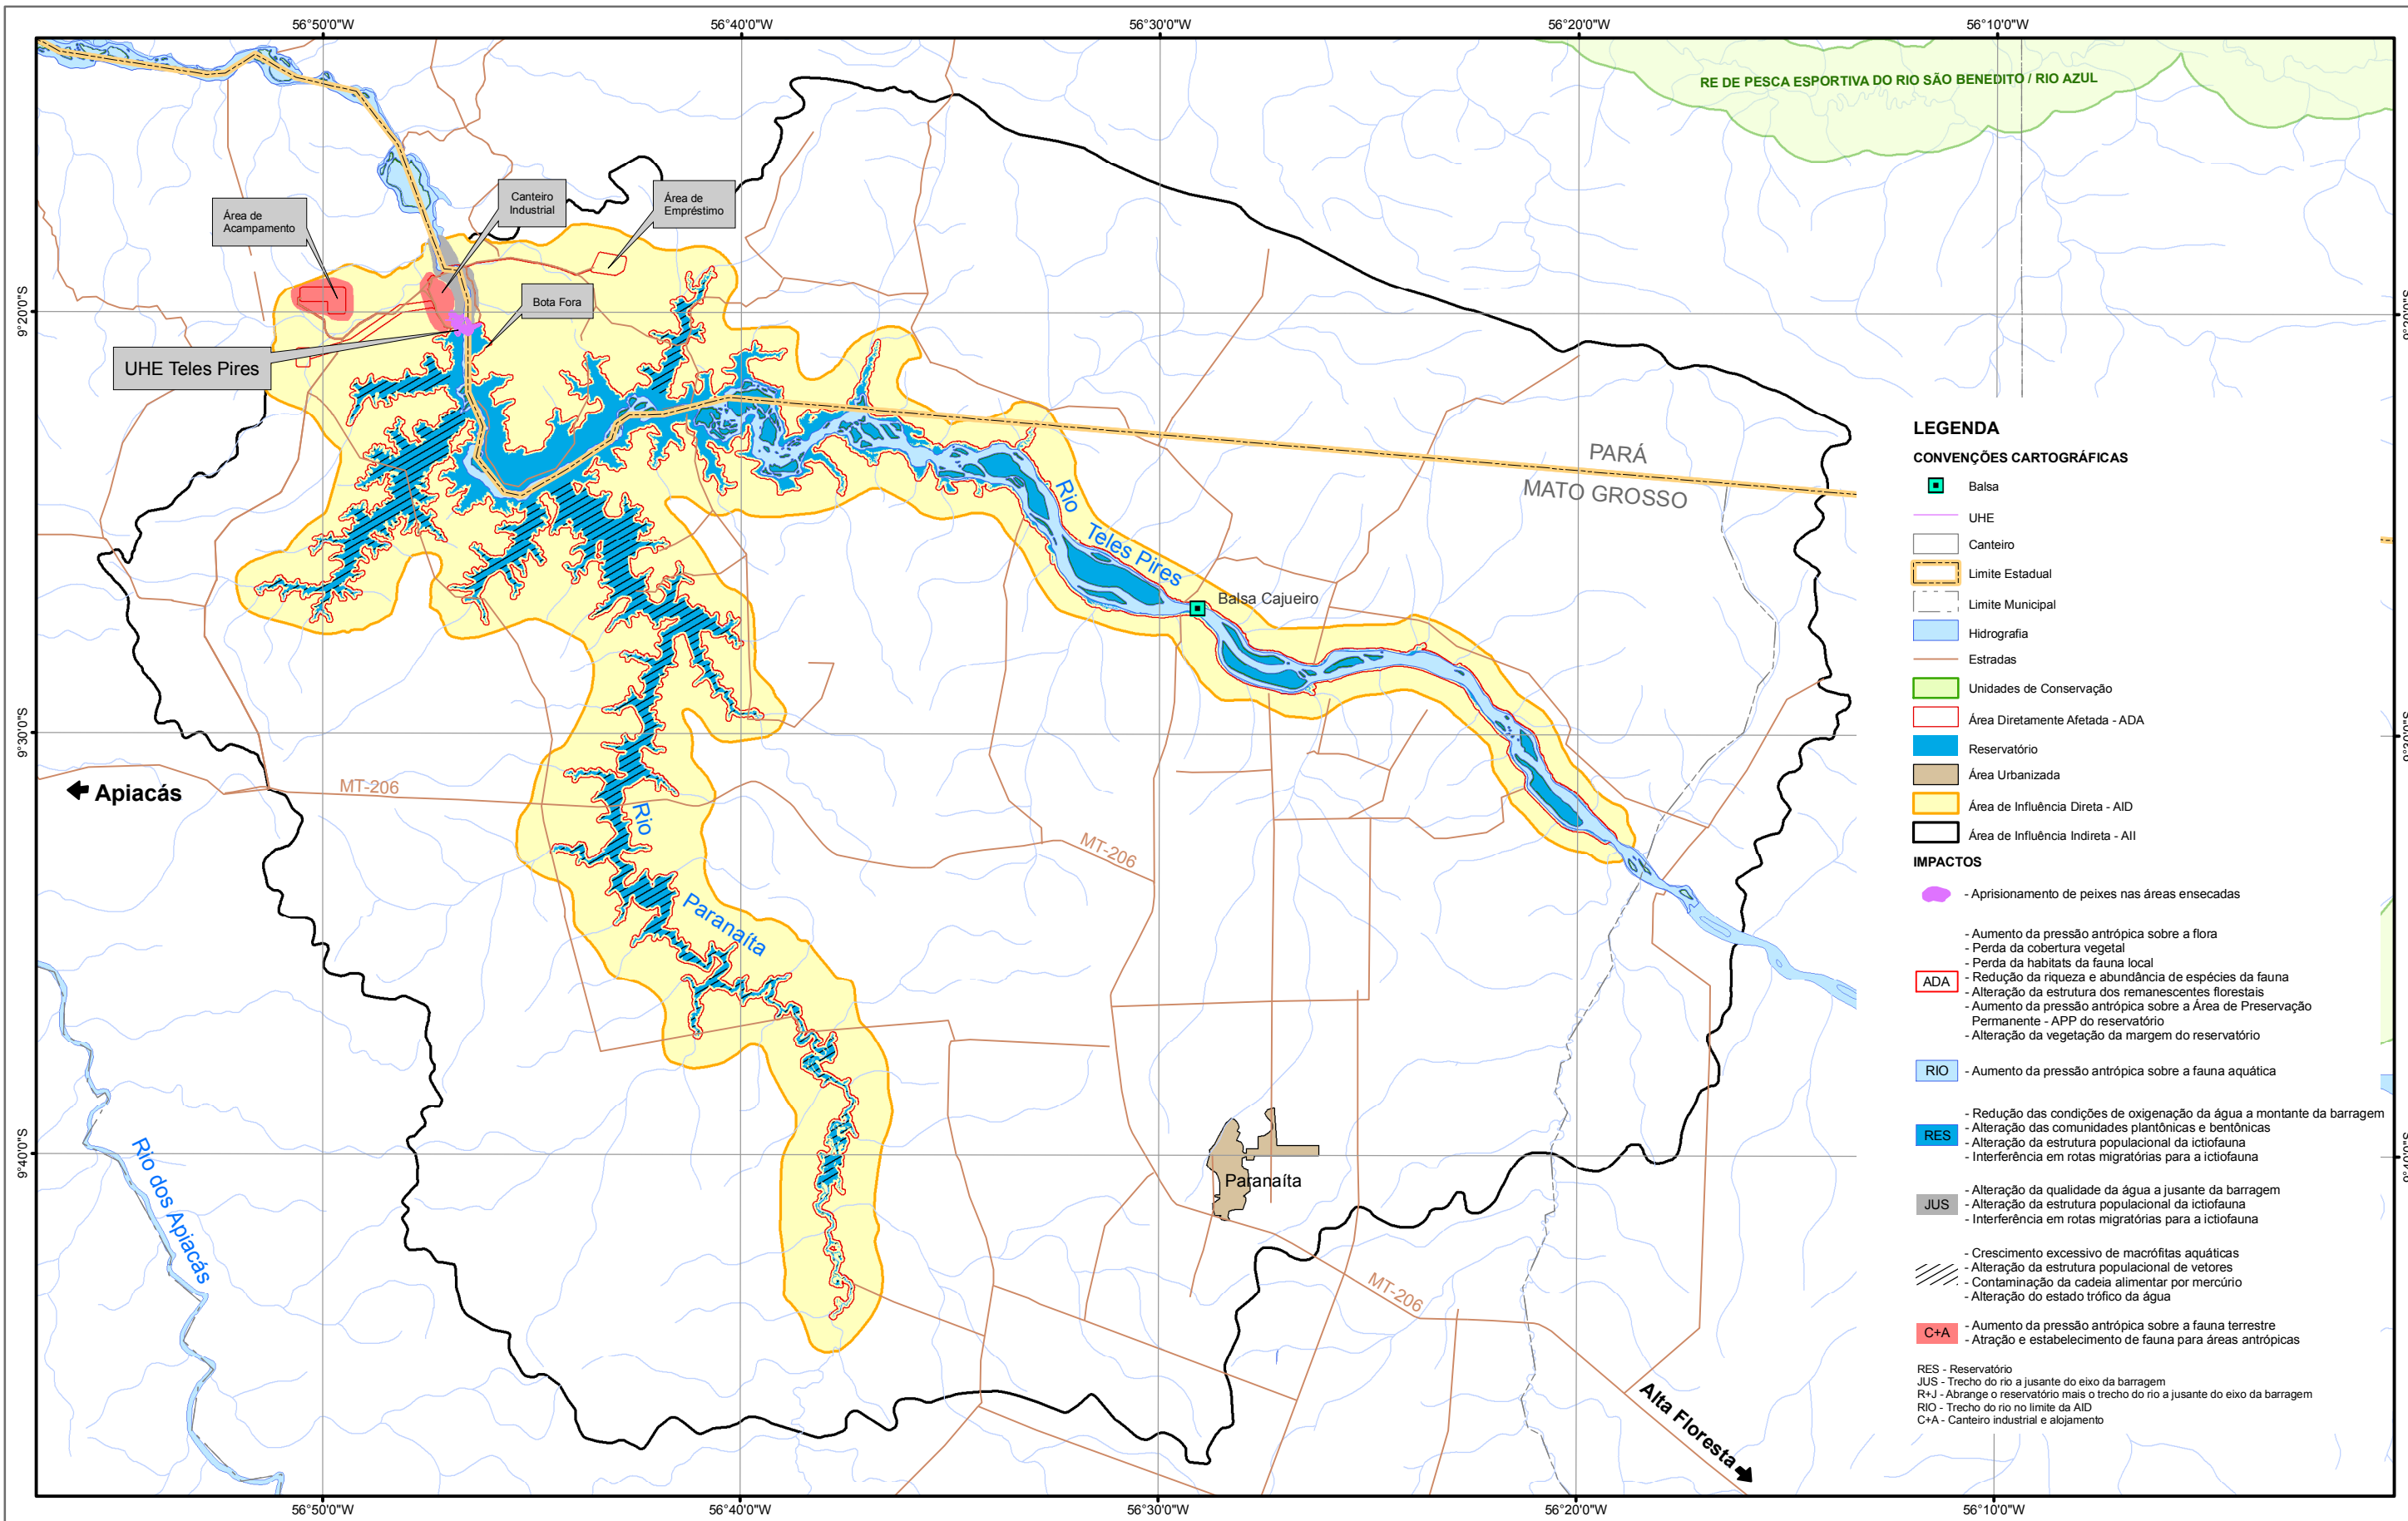 56°50'0"W
56°40'0"W
56°30'0"W
56°20'0"W
56°10'0"W
RE DE PESCA ESPORTIVA DO RIO SÃO BENEDITO / RIO AZUL
Área de
Acampamento
Canteiro
Industrial
Área de
Empréstimo
Bota Fora
UHE Teles Pires
9°20'0"S
9°20'0"S
PARÁ
MATO GROSSO
Rio
Teles Pires
Balsa Cajueiro
9°30'0"S
9°30'0"S
Apiacás
MT-206
MT-206
Rio
Paranaíta
9°40'0"S
9°40'0"S
Rio dos Apiacás
Paranaíta
MT-206
Alta Floresta
LEGENDA
CONVENÇÕES CARTOGRÁFICAS
Balsa
UHE
Canteiro
Limite Estadual
Limite Municipal
Hidrografia
Estradas
Unidades de Conservação
Área Diretamente Afetada - ADA
Reservatório
Área Urbanizada
Área de Influência Direta - AID
Área de Influência Indireta - AII
IMPACTOS
- Aprisionamento de peixes nas áreas ensecadas
ADA
- Aumento da pressão antrópica sobre a flora
- Perda da cobertura vegetal
- Perda da habitats da fauna local
- Redução da riqueza e abundância de espécies da fauna
- Alteração da estrutura dos remanescentes florestais
- Aumento da pressão antrópica sobre a Área de Preservação
Permanente - APP do reservatório
- Alteração da vegetação da margem do reservatório
RIO
- Aumento da pressão antrópica sobre a fauna aquática
RES
- Redução das condições de oxigenação da água a montante da barragem
- Alteração das comunidades plantônicas e bentônicas
- Alteração da estrutura populacional da ictiofauna
- Interferência em rotas migratórias para a ictiofauna
JUS
- Alteração da qualidade da água a jusante da barragem
- Alteração da estrutura populacional da ictiofauna
- Interferência em rotas migratórias para a ictiofauna
- Crescimento excessivo de macrófitas aquáticas
- Alteração da estrutura populacional de vetores
- Contaminação da cadeia alimentar por mercúrio
- Alteração do estado trófico da água
C+A
- Aumento da pressão antrópica sobre a fauna terrestre
- Atração e estabelecimento de fauna para áreas antrópicas
RES - Reservatório
JUS - Trecho do rio a jusante do eixo da barragem
R+J - Abrange o reservatório mais o trecho do rio a jusante do eixo da barragem
RIO - Trecho do rio no limite da AID
C+A - Canteiro industrial e alojamento
56°50'0"W
56°40'0"W
56°30'0"W
56°20'0"W
56°10'0"W